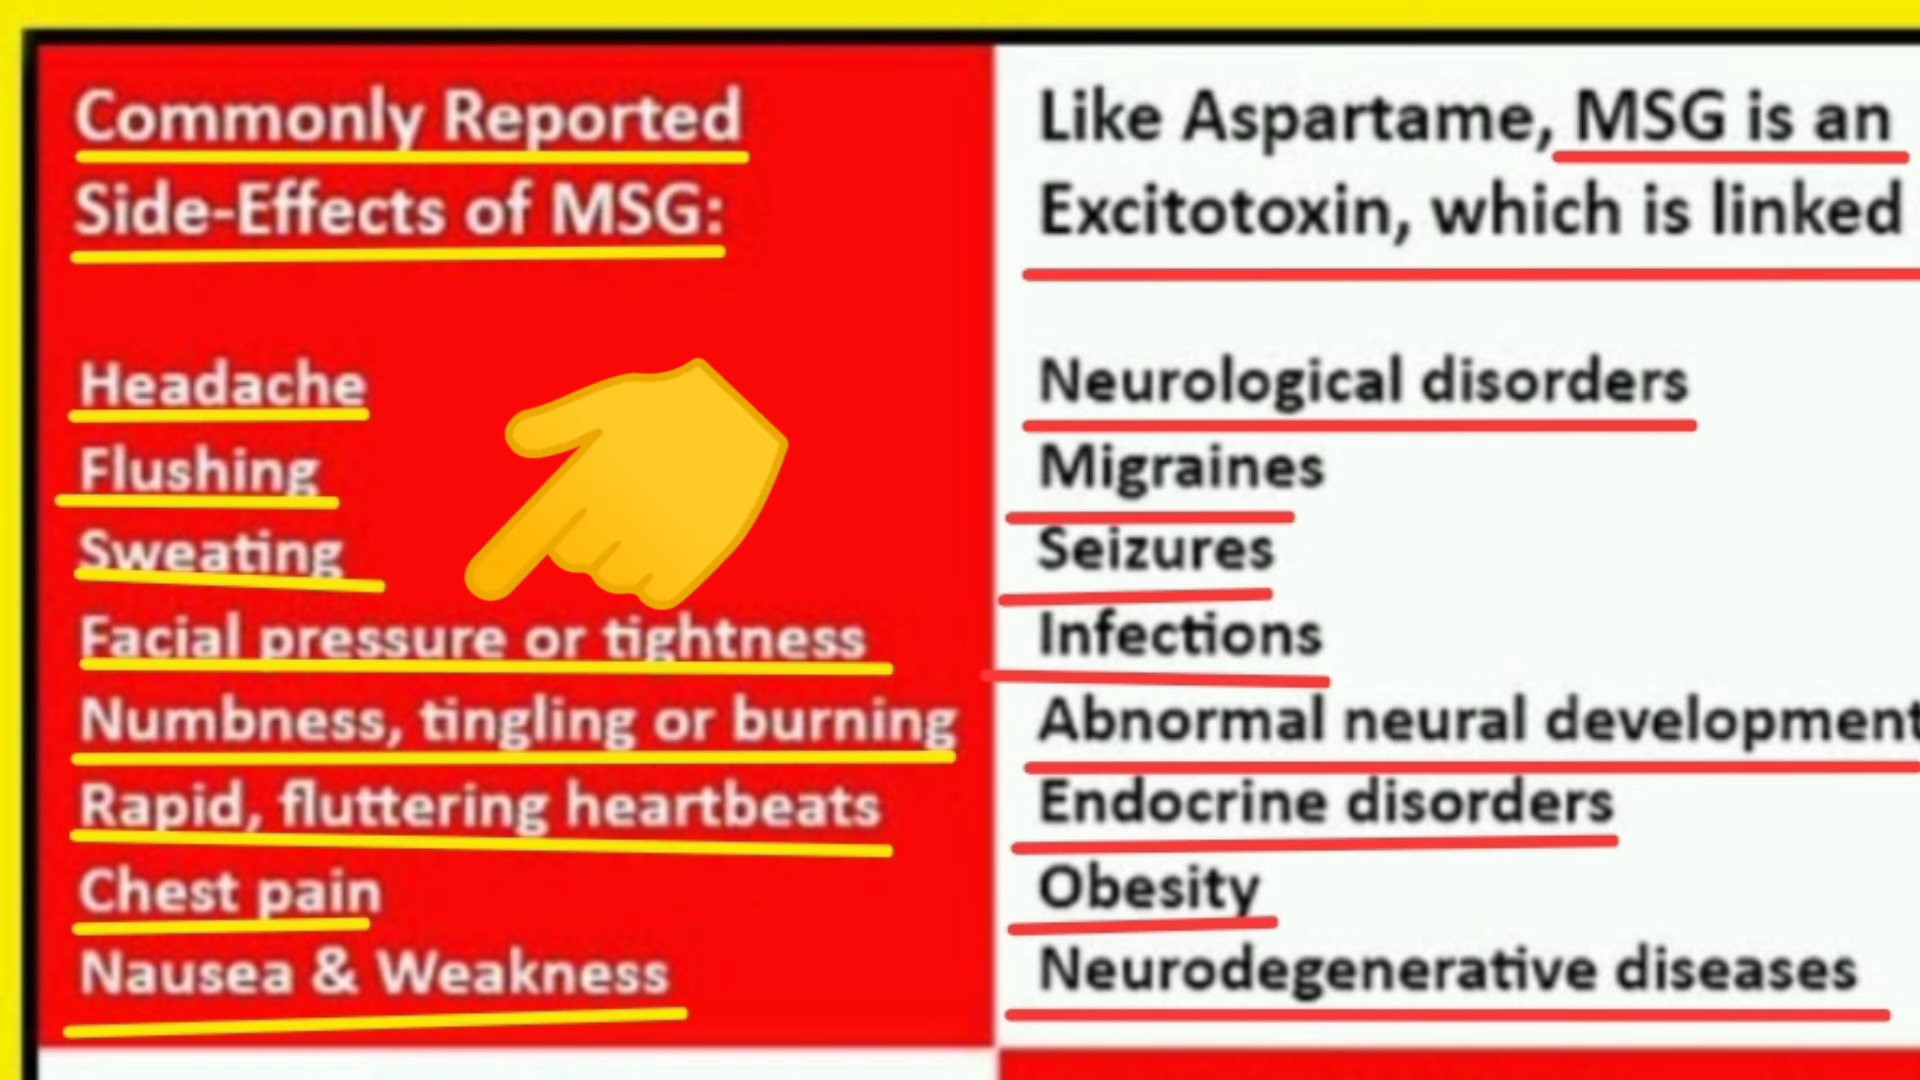 Commonly Reported
Side-Effects of MSG:
Headache
Flushing
Sweating
Facial pressure or tightness
Numbness, tingling or burning
Rapid, fluttering heartbeats
Chest pain
Nausea & Weakness
Like Aspartame, MSG is an
Excitotoxin, which is linked
Neurological disorders
Migraines
Seizures
Infections
Abnormal neural development
Endocrine disorders
Obesity
Neurodegenerative diseases